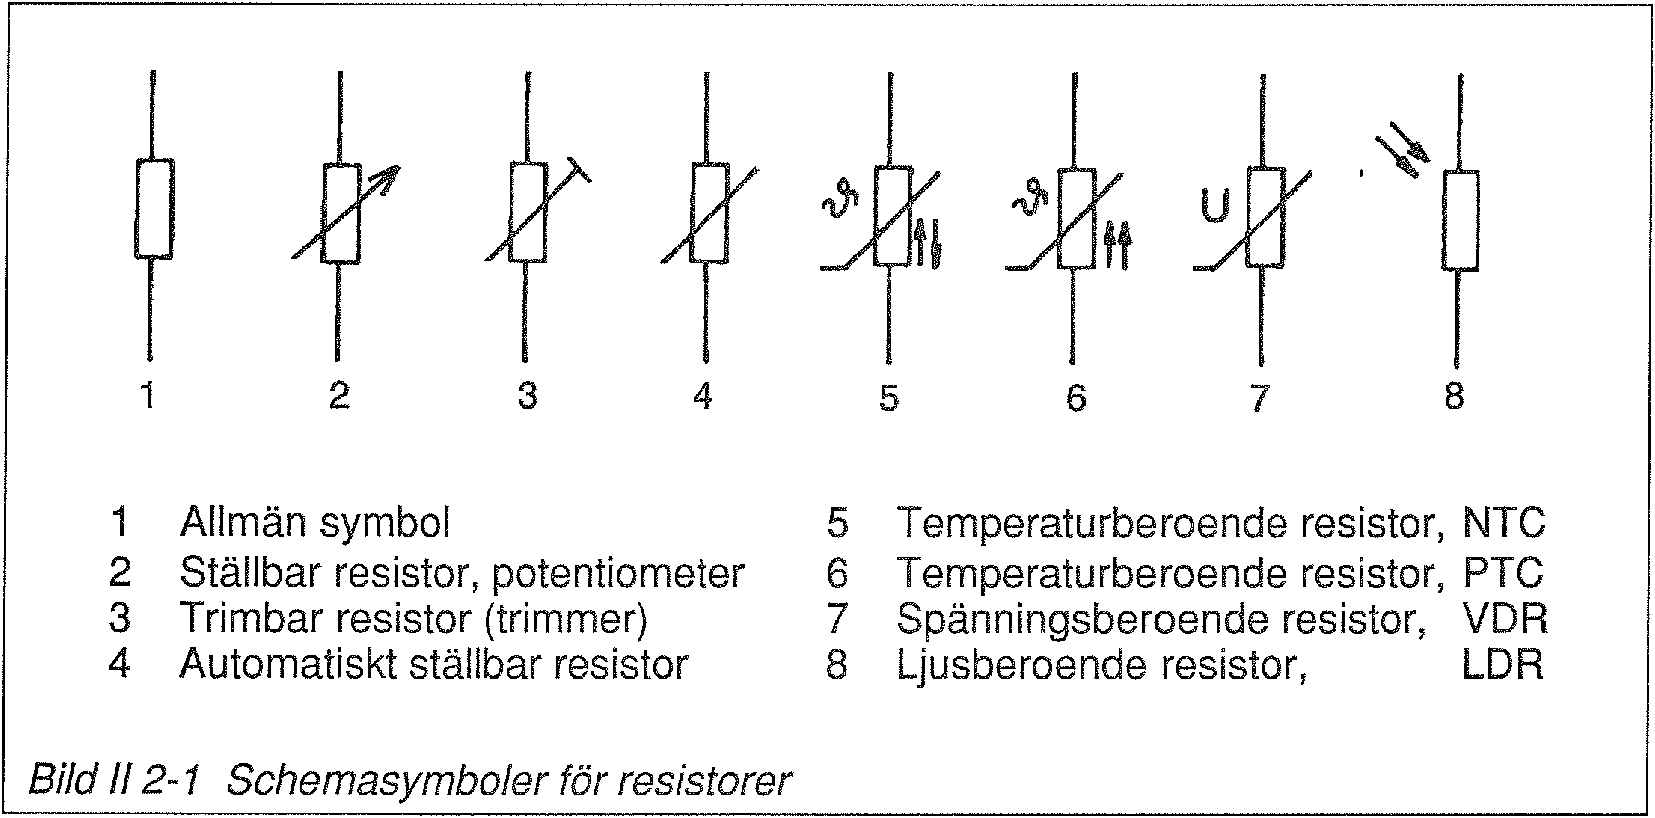 ϑ ϑ U
1 2 3 4 5 6 7 8
1 Allmän symbol
2 Ställbar resistor, potentiometer
3 Trimbar resistor (trimmer)
4 Automatiskt ställbar resistor
5 Temperaturberoende resistor, NTC
6 Temperaturberoende resistor, PTC
7 Spänningsberoende resistor, VDR
8 Ljusberoende resistor, LDR
Bild II 2-1 Schemasymboler för resistorer